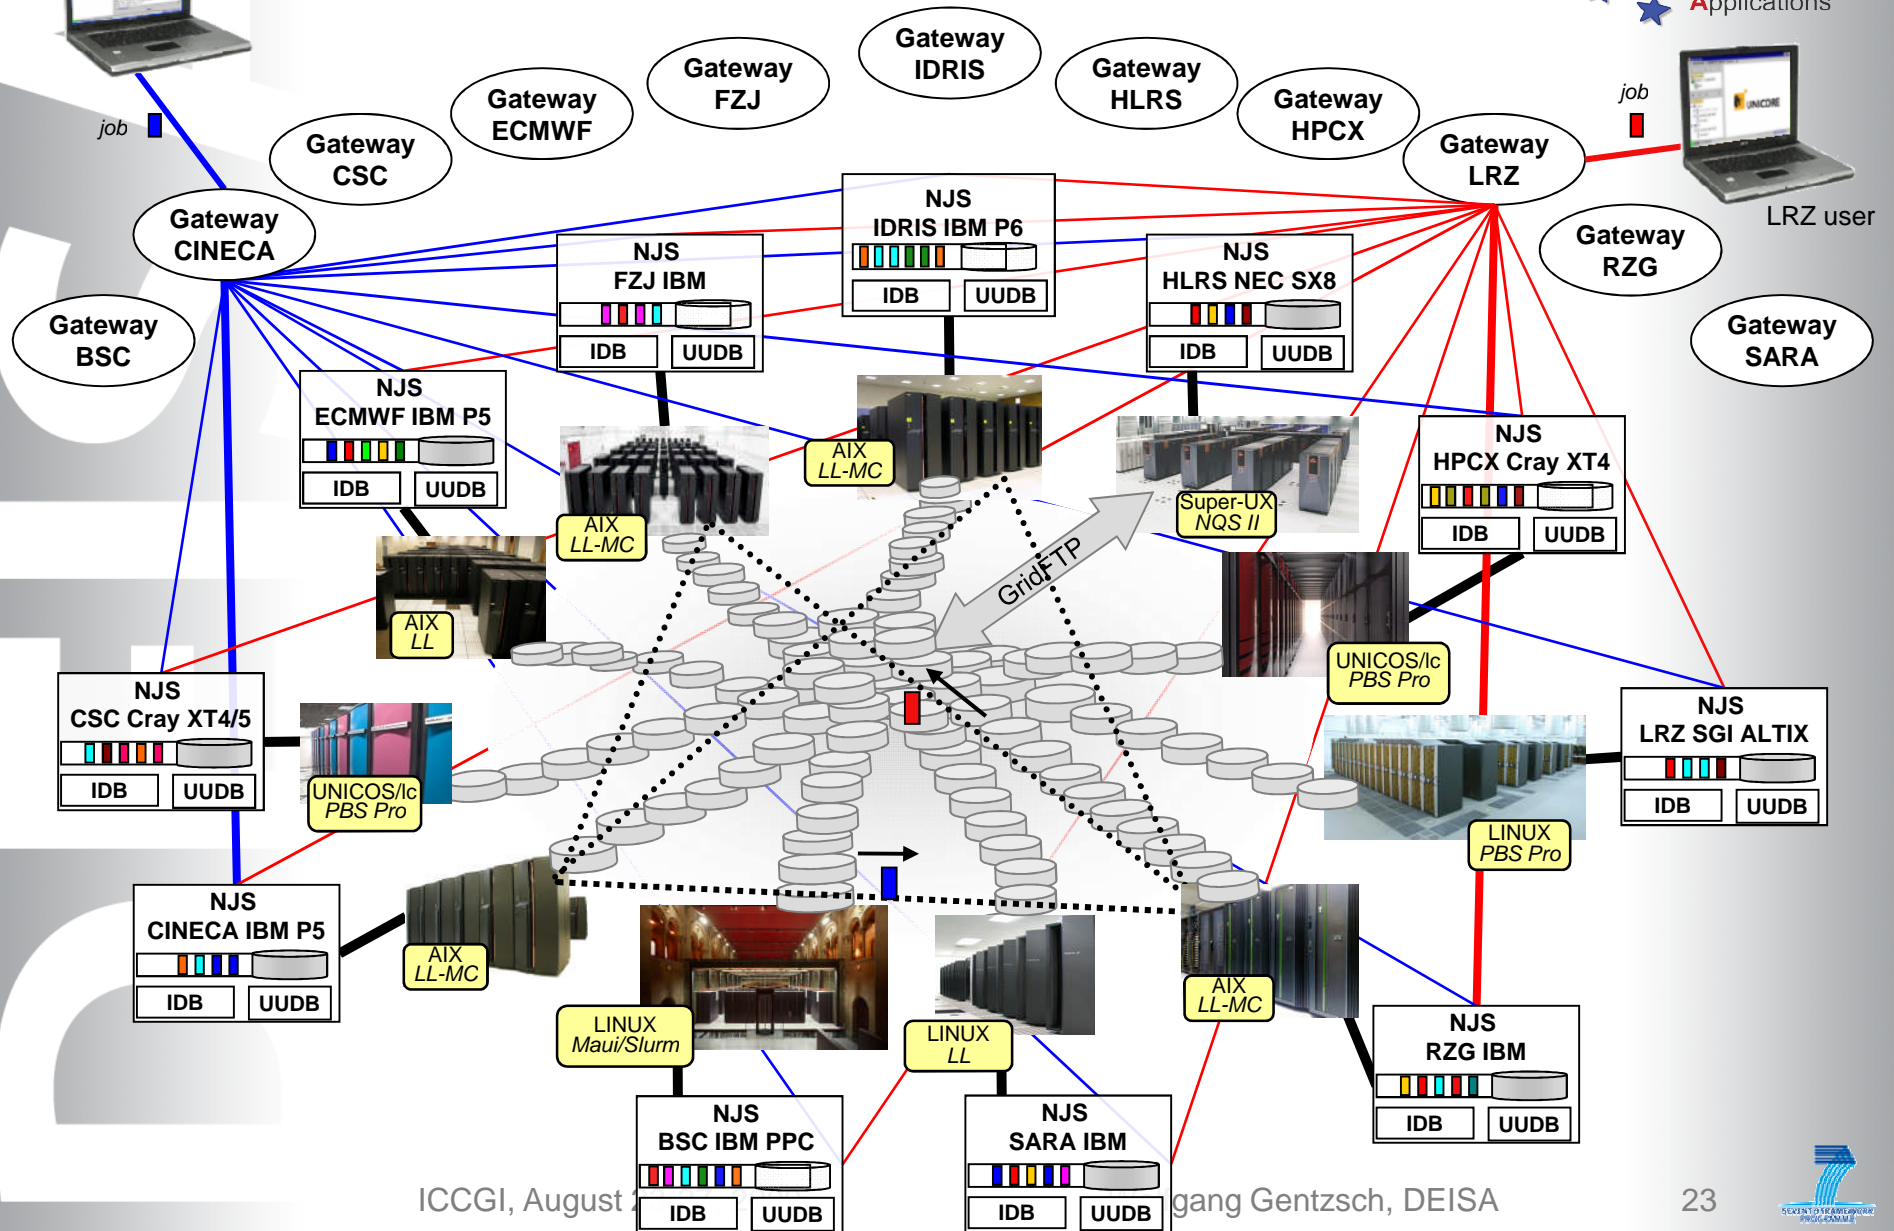 Applications
Gateway
IDRIS
Gateway
FZJ
Gateway
HLRS
Gateway
ECMWF
Gateway
HPCX
job
job
UNICORE
Gateway
CSC
Gateway
LRZ
Gateway
CINECA
LRZ user
Gateway
RZG
Gateway
BSC
Gateway
SARA
NJS
IDRIS IBM P6
IDB
UUDB
NJS
FZJ IBM
IDB
UUDB
NJS
HLRS NEC SX8
IDB
UUDB
NJS
ECMWF IBM P5
IDB
UUDB
NJS
HPCX Cray XT4
IDB
UUDB
AIX
LL-MC
AIX
LL-MC
Super-UX
NQS II
GridFTP
AIX
LL
UNICOS/lc
PBS Pro
NJS
CSC Cray XT4/5
IDB
UUDB
UNICOS/lc
PBS Pro
NJS
LRZ SGI ALTIX
IDB
UUDB
LINUX
PBS Pro
NJS
CINECA IBM P5
IDB
UUDB
AIX
LL-MC
AIX
LL-MC
LINUX
Maui/Slurm
LINUX
LL
NJS
RZG IBM
IDB
UUDB
NJS
BSC IBM PPC
IDB
UUDB
NJS
SARA IBM
IDB
UUDB
ICCGI, August
gang Gentzsch, DEISA
23
SEVENTH FRAMEWORK
PROGRAMME